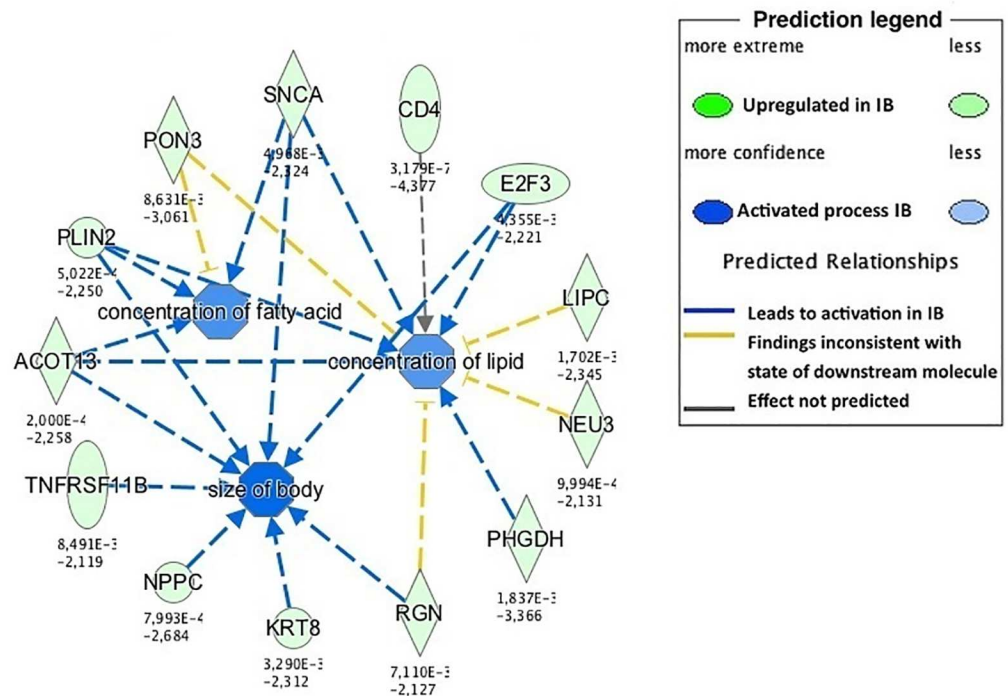 SNCA
4,968E-3
-2,324
CD4
3,179E-7
-4,377
PON3
8,631E-3
-3,061
E2F3
4,355E-3
-2,221
PLIN2
5,022E-4
-2,250
LIPC
1,702E-3
-2,345
concentration of fatty acid
ACOT13
2,000E-4
-2,258
concentration of lipid
NEU3
9,994E-4
-2,131
TNFRSF11B
8,491E-3
-2,119
size of body
PHGDH
1,837E-3
-3,366
NPPC
7,993E-4
-2,684
KRT8
3,290E-3
-2,312
RGN
7,110E-3
-2,127
Prediction legend
more extreme less
Upregulated in IB
more confidence less
Activated process IB
Predicted Relationships
Leads to activation in IB
Findings inconsistent with
state of downstream molecule
Effect not predicted